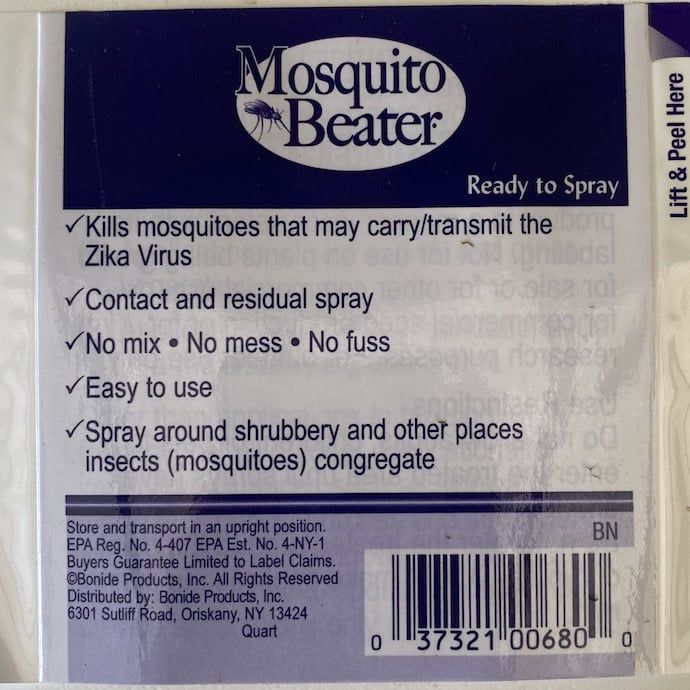 Mosquito
Beater
Ready to Spray
Lift & Peel Here
✓Kills mosquitoes that may carry/transmit the
Zika Virus
✓Contact and residual spray
✓No mix • No mess • No fuss
✓Easy to use
✓Spray around shrubbery and other places
insects (mosquitoes) congregate
Store and transport in an upright position.
EPA Reg. No. 4-407 EPA Est. No. 4-NY-1
Buyers Guarantee Limited to Label Claims.
©Bonide Products, Inc. All Rights Reserved
Distributed by: Bonide Products, Inc.
6301 Sutliff Road, Oriskany, NY 13424
Quart
BN
0 37321 00680 0